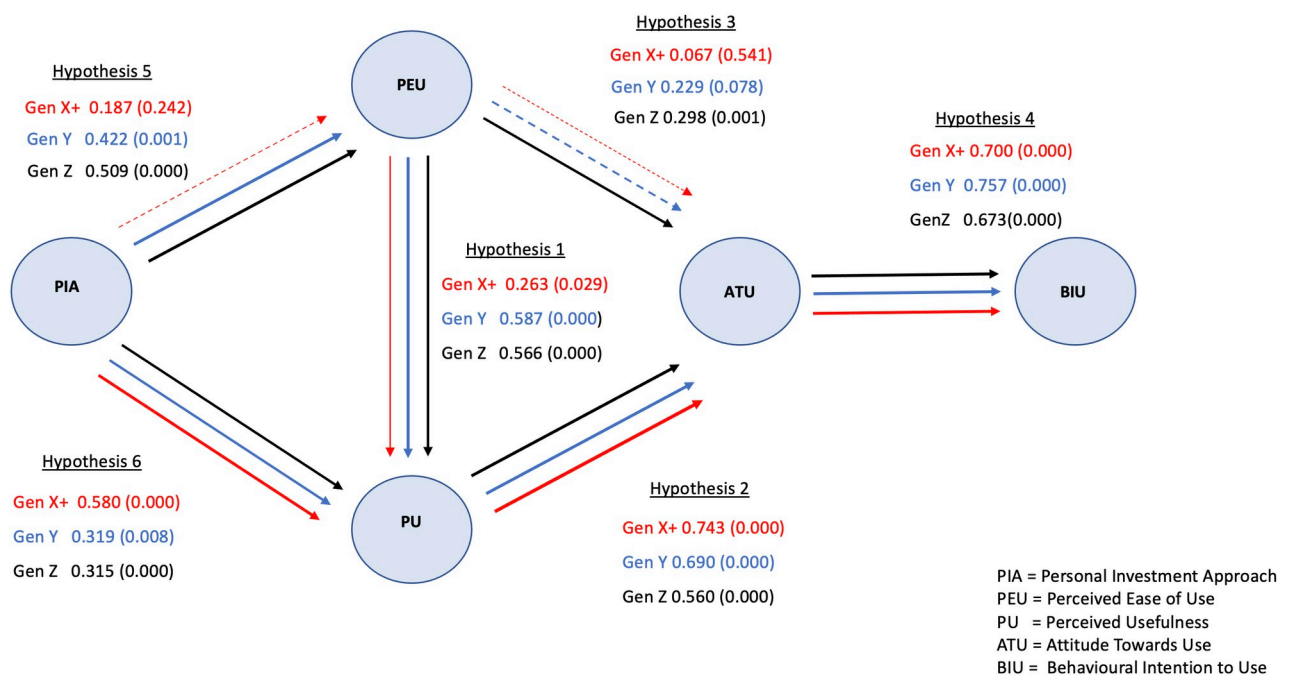 Hypothesis 3
Gen X+ 0.067 (0.541)
Gen Y 0.229 (0.078)
Gen Z 0.298 (0.001)
Hypothesis 5
Gen X+ 0.187 (0.242)
Gen Y 0.422 (0.001)
Gen Z 0.509 (0.000)
PEU
Hypothesis 4
Gen X+ 0.700 (0.000)
Gen Y 0.757 (0.000)
GenZ 0.673(0.000)
PIA
Hypothesis 1
Gen X+ 0.263 (0.029)
Gen Y 0.587 (0.000)
Gen Z 0.566 (0.000)
ATU
BIU
Hypothesis 6
Gen X+ 0.580 (0.000)
Gen Y 0.319 (0.008)
Gen Z 0.315 (0.000)
PU
Hypothesis 2
Gen X+ 0.743 (0.000)
Gen Y 0.690 (0.000)
Gen Z 0.560 (0.000)
PIA = Personal Investment Approach
PEU = Perceived Ease of Use
PU = Perceived Usefulness
ATU = Attitude Towards Use
BIU = Behavioural Intention to Use